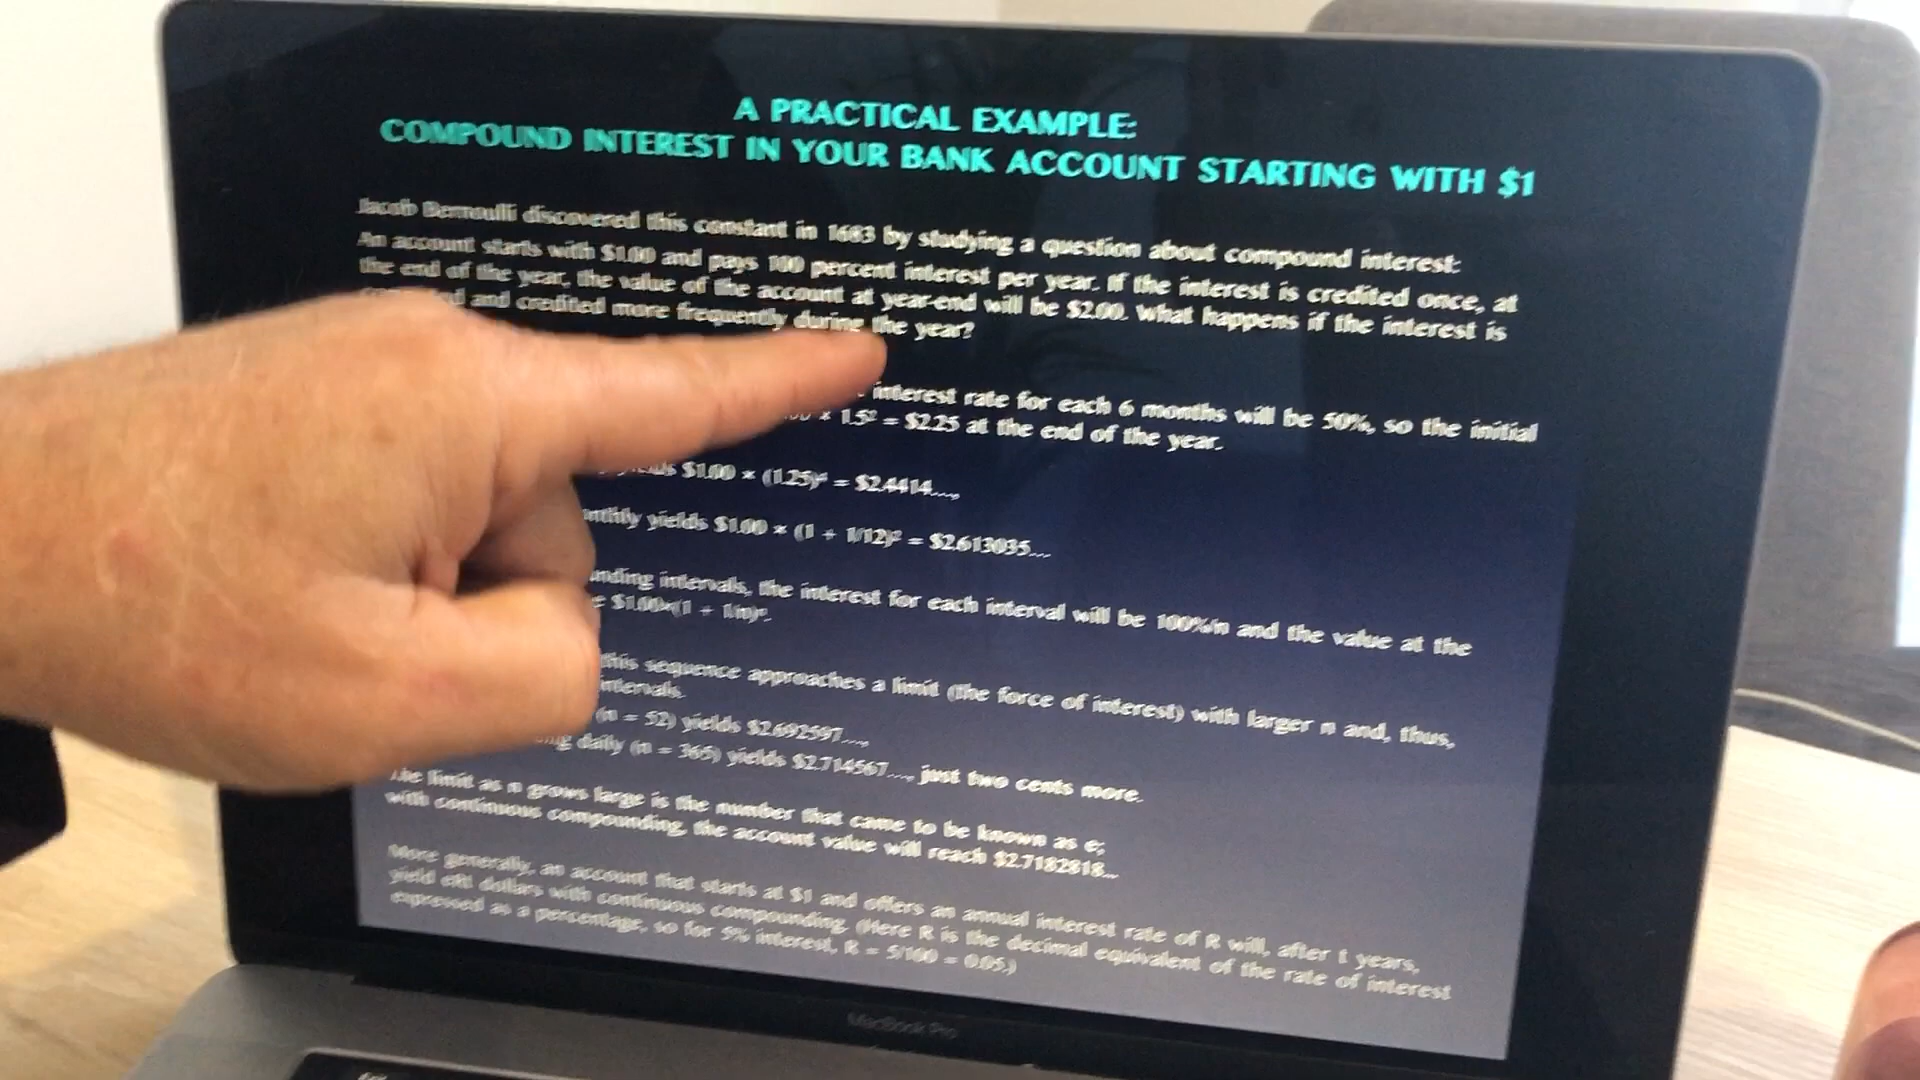 A PRACTICAL EXAMPLE:
COMPOUND INTEREST IN YOUR BANK ACCOUNT STARTING WITH $1
Jacob Bernoulli discovered this constant in 1683 by studying a question about compound interest:
An account starts with $1.00 and pays 100 percent interest per year. If the interest is credited once, at
the end of the year, the value of the account at year-end will be $2.00. What happens if the interest is
and credited more frequently during the year?
interest rate for each 6 months will be 50%, so the initial
× 1.5² = $2.25 at the end of the year.
$1.00 × (1.25)⁴ = $2.4414...,
yields $1.00 × (1 + 1/12)¹² = $2.613035...
intervals, the interest for each interval will be 100%/n and the value at the
$1.00×(1 + 1/n)ⁿ.
this sequence approaches a limit (the force of interest) with larger n and, thus,
intervals.
(n = 52) yields $2.692597...,
daily (n = 365) yields $2.714567..., just two cents more.
The limit as n grows large is the number that came to be known as e;
with continuous compounding, the account value will reach $2.7182818...
More generally, an account that starts at $1 and offers an annual interest rate of R will, after t years,
yield eRt dollars with continuous compounding. (Here R is the decimal equivalent of the rate of interest
expressed as a percentage, so for 5% interest, R = 5/100 = 0.05.)
MacBook Pro